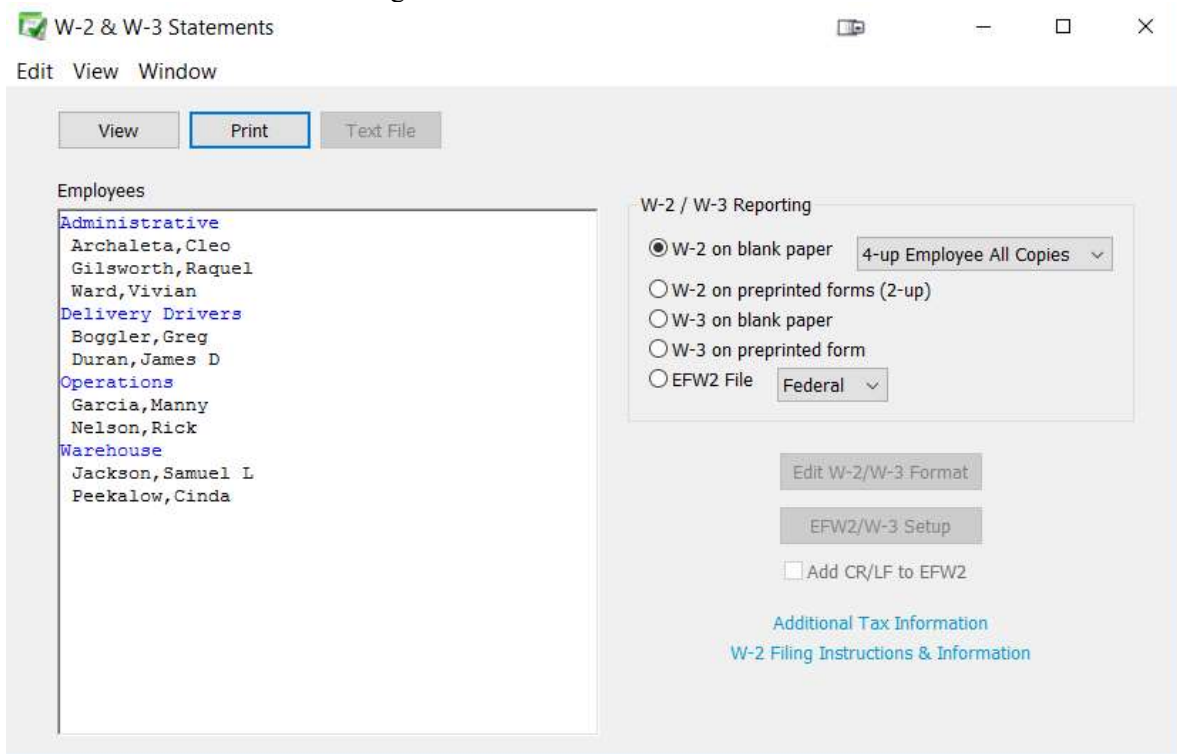 W-2 & W-3 Statements
Edit View Window
View Print Text File
Employees
Administrative
Archaleta,Cleo
Gilsworth,Raquel
Ward,Vivian
Delivery Drivers
Boggler,Greg
Duran,James D
Operations
Garcia,Manny
Nelson,Rick
Warehouse
Jackson,Samuel L
Peekalow,Cinda
W-2 / W-3 Reporting
W-2 on blank paper 4-up Employee All Copies
W-2 on preprinted forms (2-up)
W-3 on blank paper
W-3 on preprinted form
EFW2 File Federal
Edit W-2/W-3 Format
EFW2/W-3 Setup
Add CR/LF to EFW2
Additional Tax Information
W-2 Filing Instructions & Information